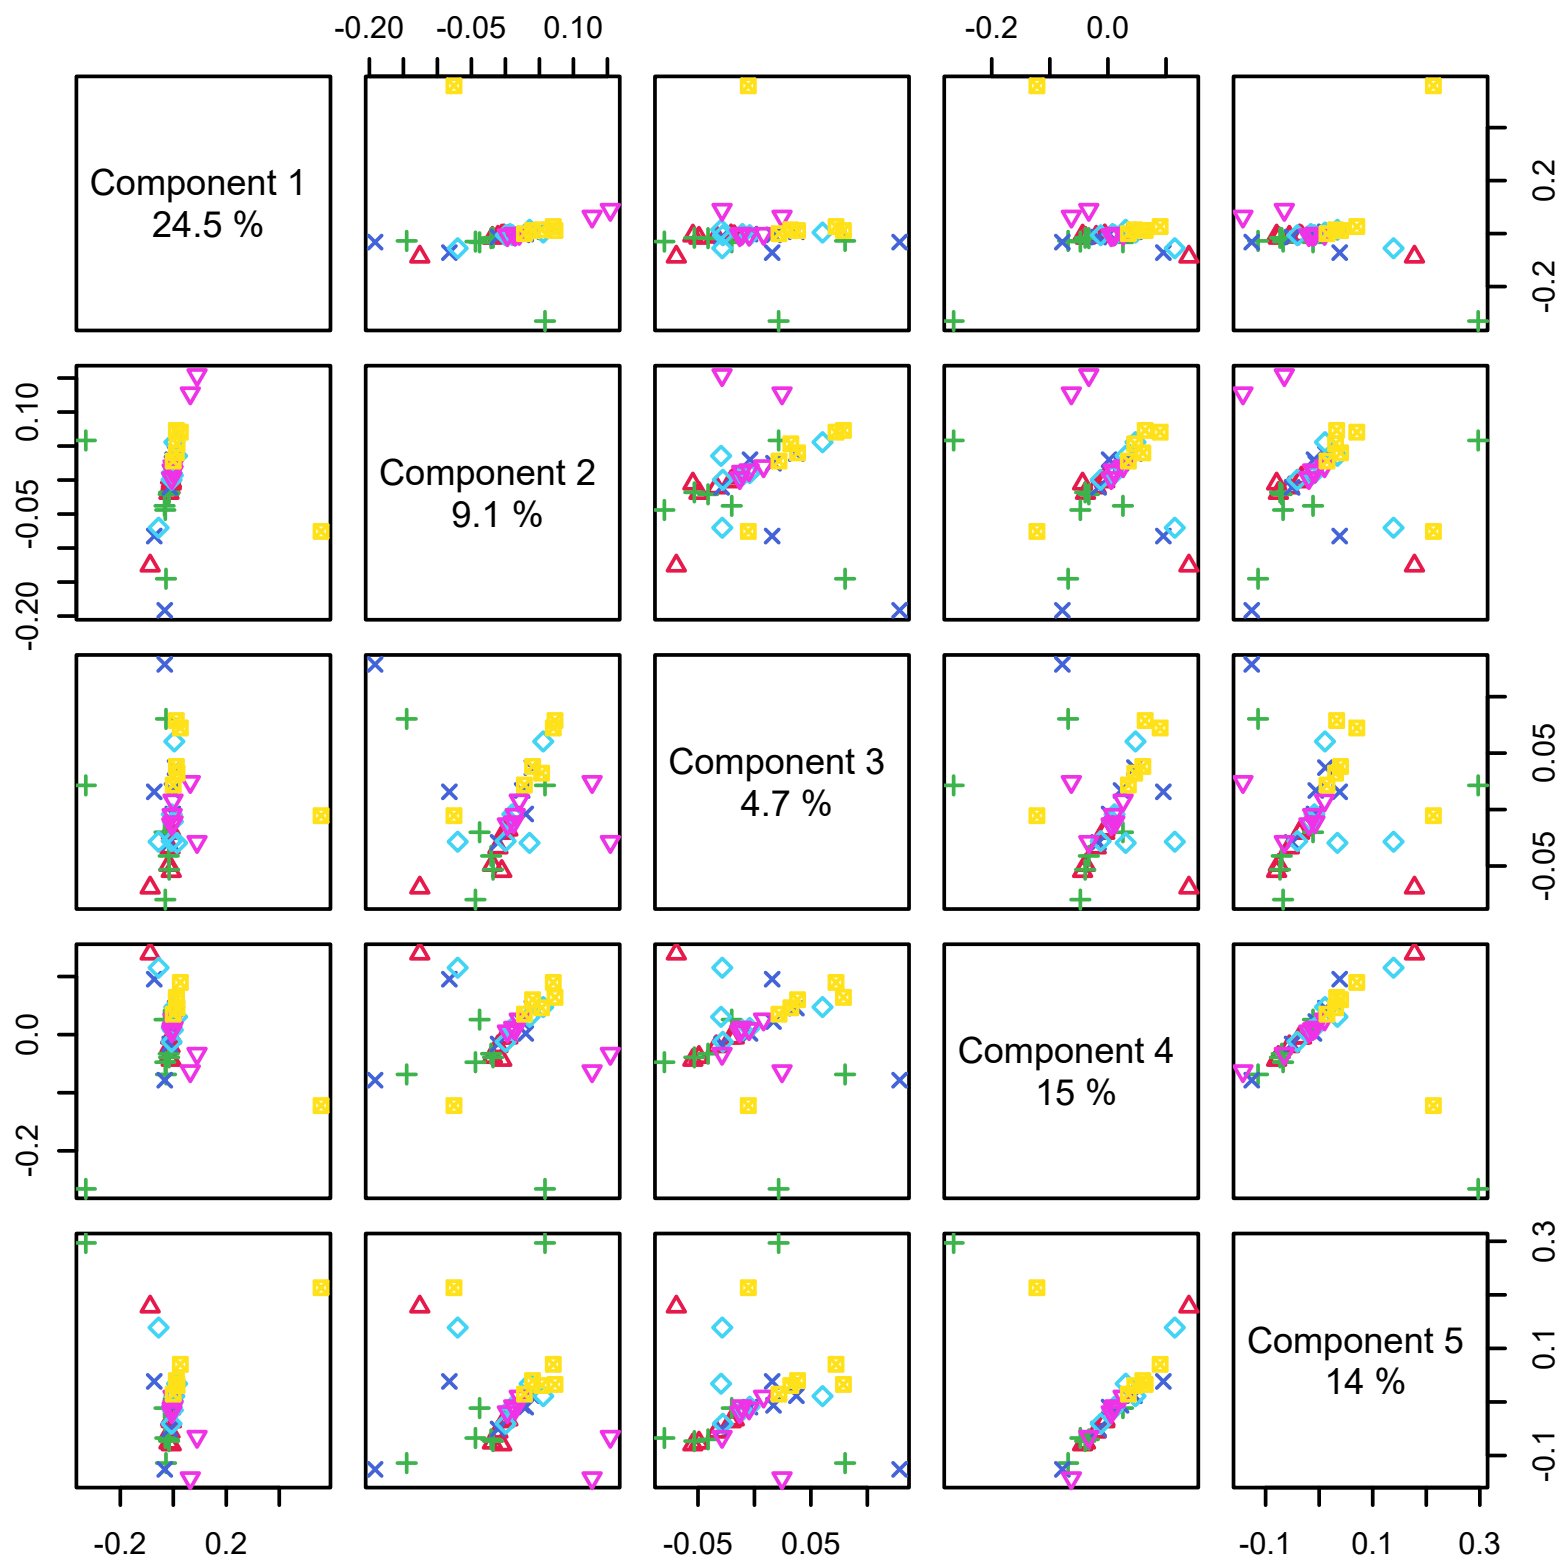 -0.20 -0.05 0.10 -0.2 0.0
Component 1
24.5 %
0.2
-0.2
0.10
-0.05
-0.20
Component 2
9.1 %
Component 3
4.7 %
0.05
-0.05
0.0
-0.2
Component 4
15 %
Component 5
14 %
0.3
0.1
-0.1
-0.2 0.2 -0.05 0.05 -0.1 0.1 0.3